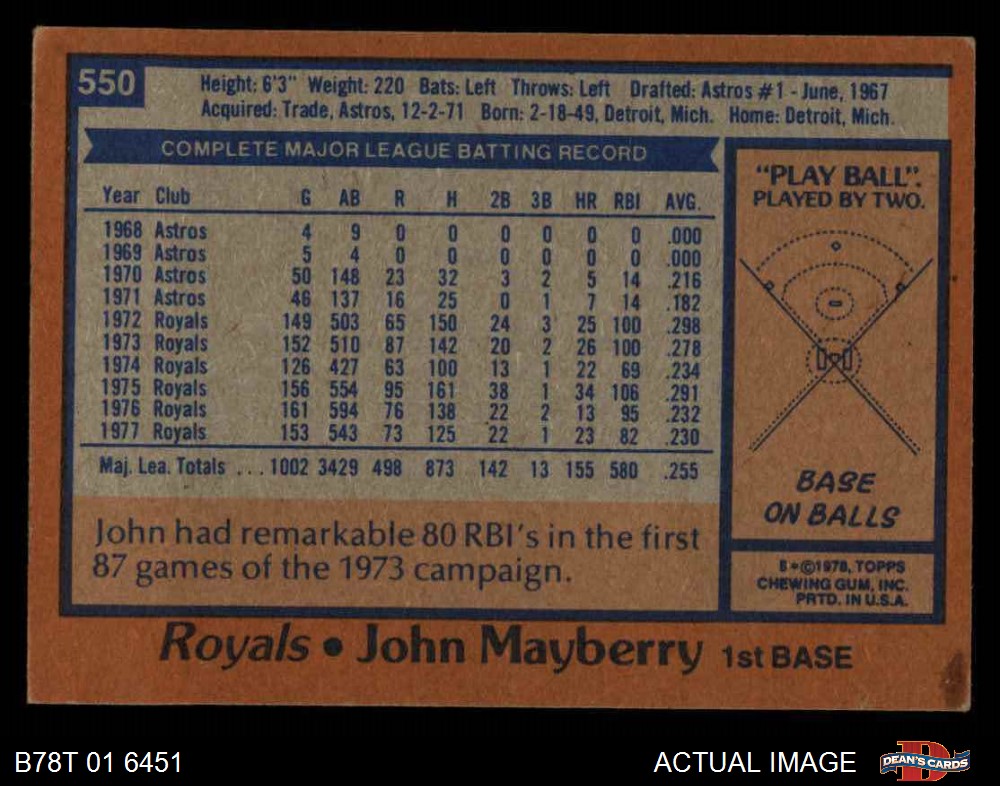 550
Height: 6'3" Weight: 220 Bats: Left Throws: Left Drafted: Astros #1 - June, 1967
Acquired: Trade, Astros, 12-2-71 Born: 2-18-49, Detroit, Mich. Home: Detroit, Mich.
COMPLETE MAJOR LEAGUE BATTING RECORD
Year Club G AB R H 2B 3B HR RBI AVG.
1968 Astros 4 9 0 0 0 0 0 0 .000
1969 Astros 5 4 0 0 0 0 0 0 .000
1970 Astros 50 148 23 32 3 2 5 14 .216
1971 Astros 46 137 16 25 0 1 7 14 .182
1972 Royals 149 503 65 150 24 3 25 100 .298
1973 Royals 152 510 87 142 20 2 26 100 .278
1974 Royals 126 427 63 100 13 1 22 69 .234
1975 Royals 156 554 95 161 38 1 34 106 .291
1976 Royals 161 594 76 138 22 2 13 95 .232
1977 Royals 153 543 73 125 22 1 23 82 .230
Maj. Lea. Totals ... 1002 3429 498 873 142 13 155 580 .255
John had remarkable 80 RBI's in the first
87 games of the 1973 campaign.
"PLAY BALL".
PLAYED BY TWO.
BASE
ON BALLS
B*©1978, TOPPS
CHEWING GUM, INC.
PRTD. IN U.S.A.
Royals • John Mayberry 1st BASE
B78T 01 6451
ACTUAL IMAGE
D
DEAN'S CARDS